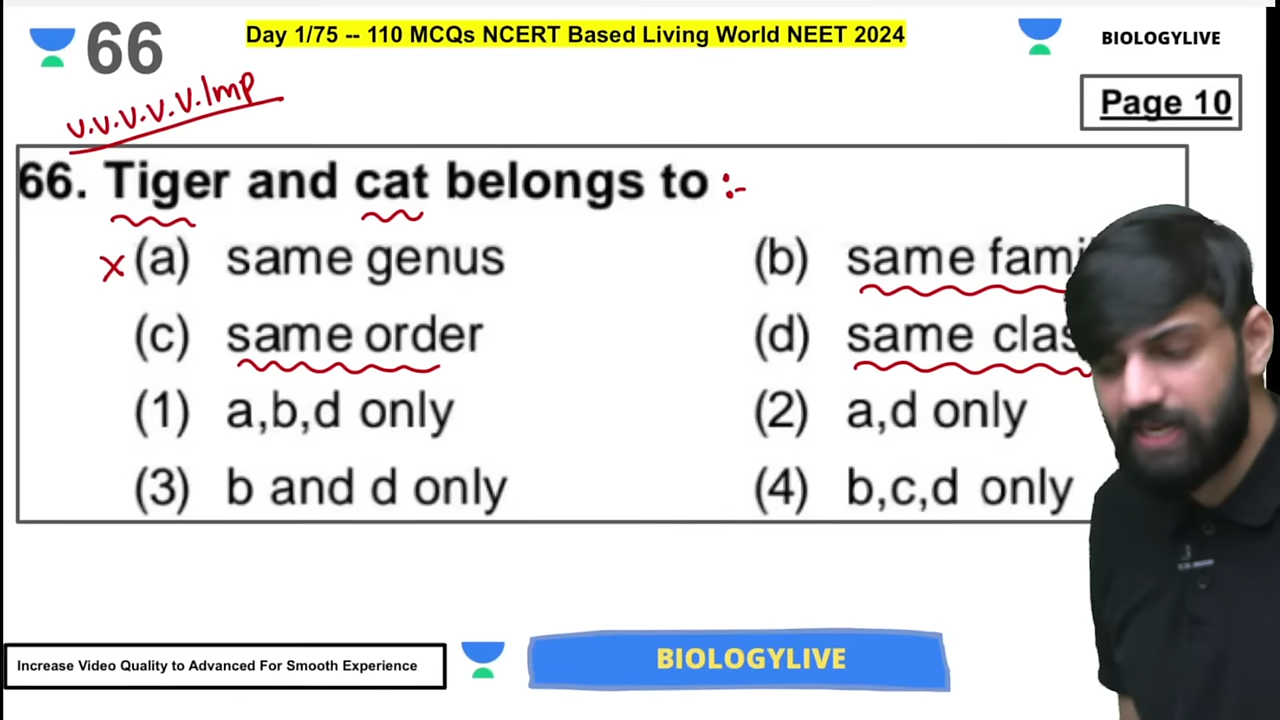 66
Day 1/75 -- 110 MCQs NCERT Based Living World NEET 2024
BIOLOGYLIVE
v.v.v.v.v.Imp
Page 10
66. Tiger and cat belongs to :-
x (a) same genus (b) same fami
(c) same order (d) same clas
(1) a,b,d only (2) a,d only
(3) b and d only (4) b,c,d only
Increase Video Quality to Advanced For Smooth Experience
BIOLOGYLIVE